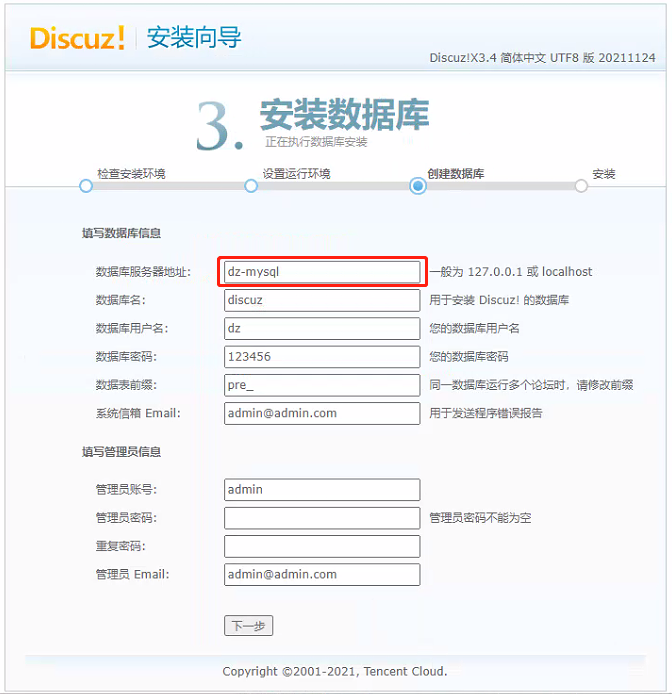 Discuz! 安装向导
Discuz!X3.4 简体中文 UTF8 版 20211124
3. 安装数据库
正在执行数据库安装
检查安装环境 设置运行环境 创建数据库 安装
填写数据库信息
数据库服务器地址: dz-mysql 一般为 127.0.0.1 或 localhost
数据库名: discuz 用于安装 Discuz! 的数据库
数据库用户名: dz 您的数据库用户名
数据库密码: 123456 您的数据库密码
数据表前缀: pre_ 同一数据库运行多个论坛时，请修改前缀
系统信箱 Email: admin@admin.com 用于发送程序错误报告
填写管理员信息
管理员账号: admin
管理员密码: 管理员密码不能为空
重复密码:
管理员 Email: admin@admin.com
下一步
Copyright ©2001-2021, Tencent Cloud.